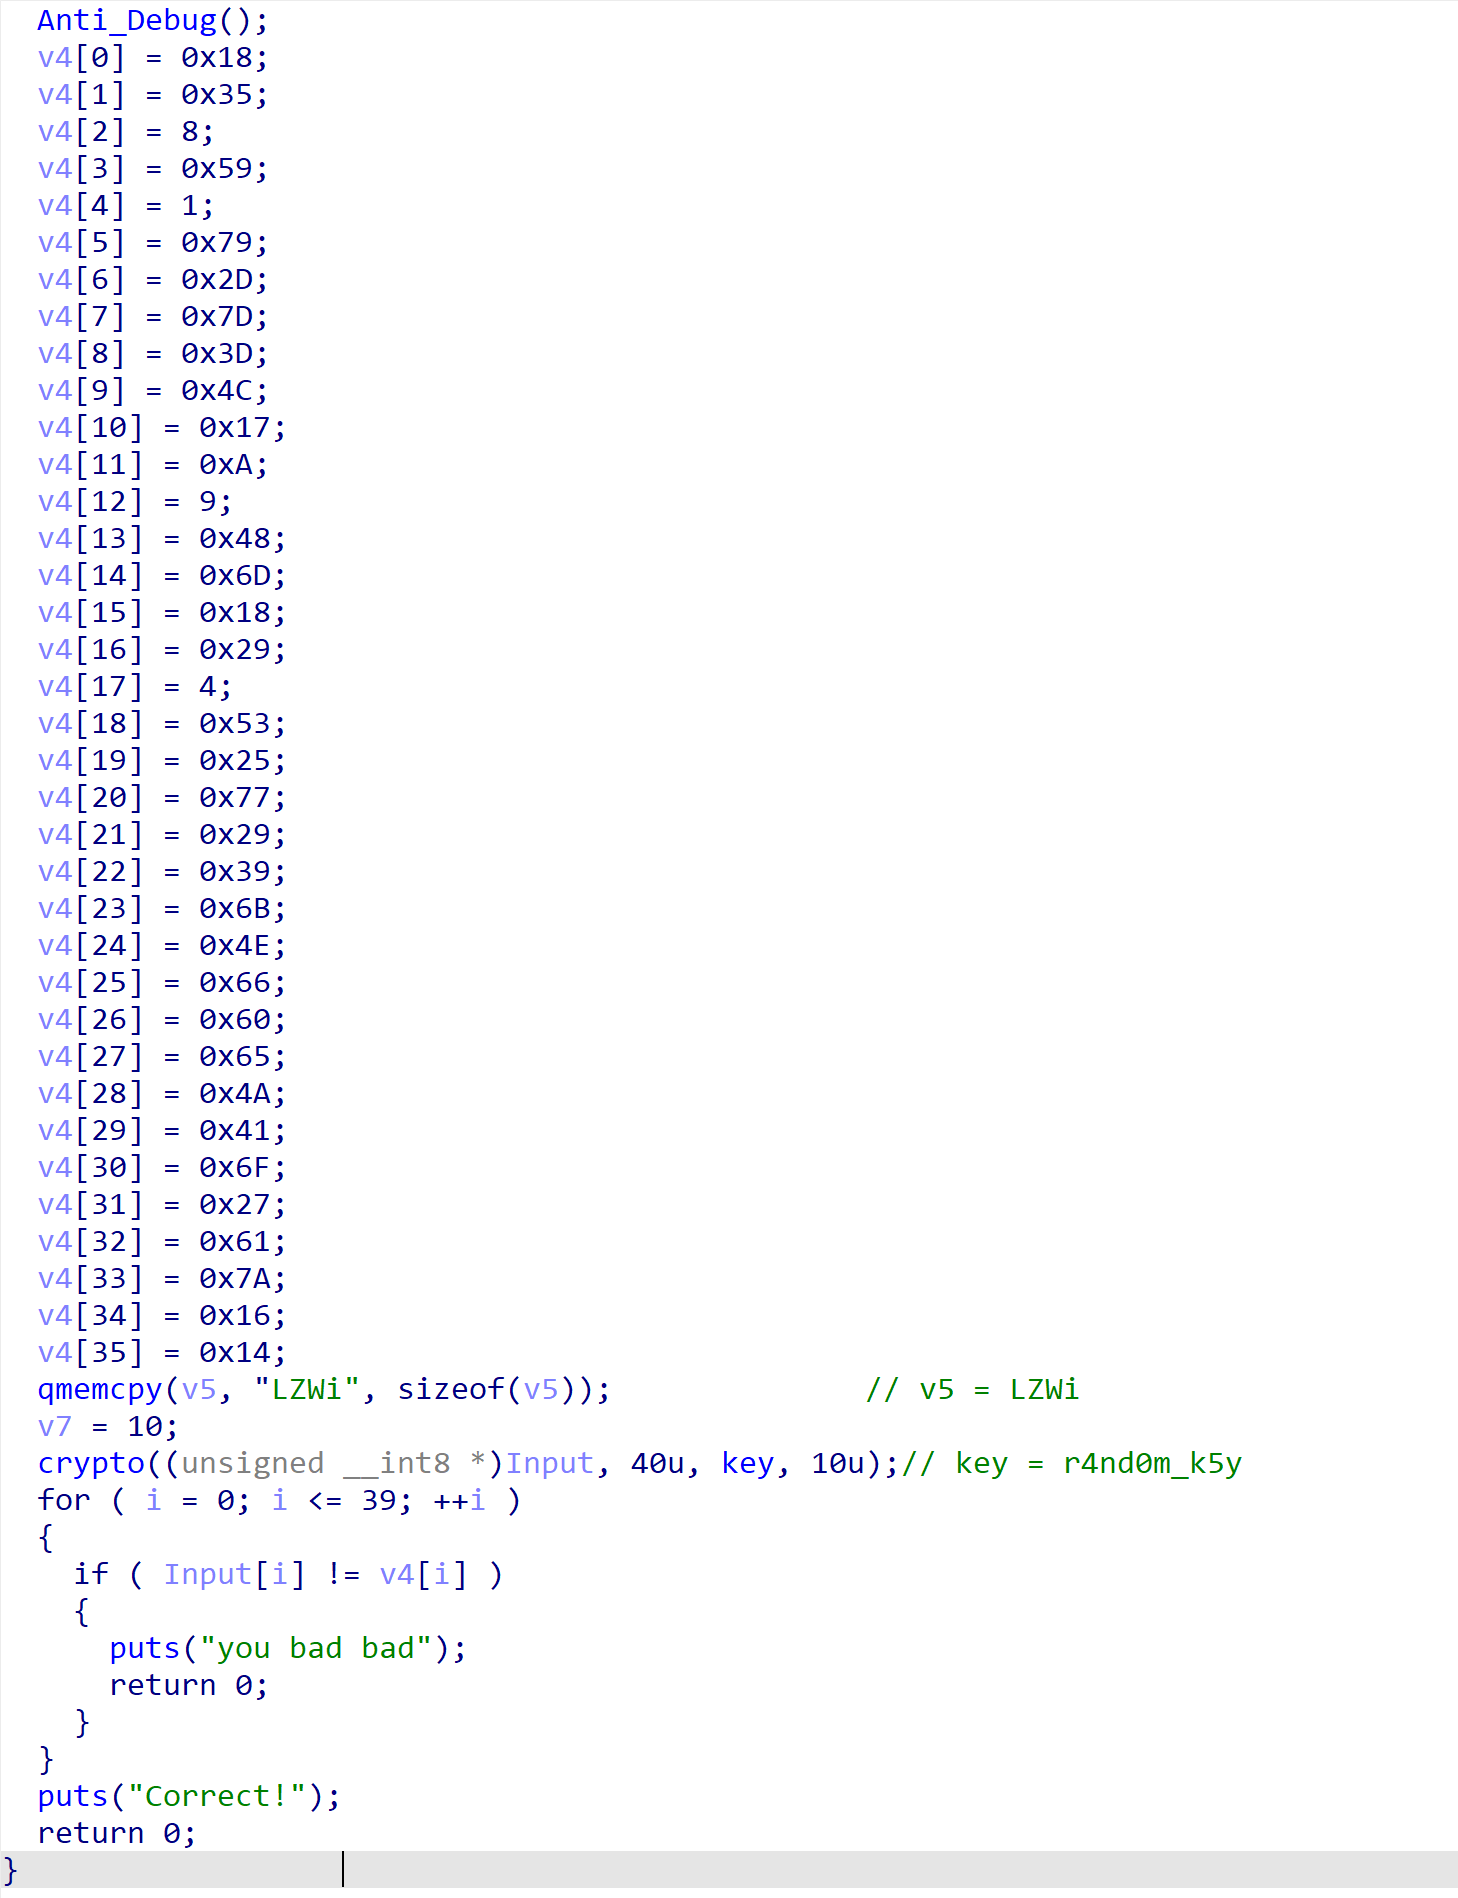 Anti_Debug();
v4[0] = 0x18;
v4[1] = 0x35;
v4[2] = 8;
v4[3] = 0x59;
v4[4] = 1;
v4[5] = 0x79;
v4[6] = 0x2D;
v4[7] = 0x7D;
v4[8] = 0x3D;
v4[9] = 0x4C;
v4[10] = 0x17;
v4[11] = 0xA;
v4[12] = 9;
v4[13] = 0x48;
v4[14] = 0x6D;
v4[15] = 0x18;
v4[16] = 0x29;
v4[17] = 4;
v4[18] = 0x53;
v4[19] = 0x25;
v4[20] = 0x77;
v4[21] = 0x29;
v4[22] = 0x39;
v4[23] = 0x6B;
v4[24] = 0x4E;
v4[25] = 0x66;
v4[26] = 0x60;
v4[27] = 0x65;
v4[28] = 0x4A;
v4[29] = 0x41;
v4[30] = 0x6F;
v4[31] = 0x27;
v4[32] = 0x61;
v4[33] = 0x7A;
v4[34] = 0x16;
v4[35] = 0x14;
qmemcpy(v5, "LZWi", sizeof(v5)); // v5 = LZWi
v7 = 10;
crypto((unsigned __int8 *)Input, 40u, key, 10u);// key = r4nd0m_k5y
for ( i = 0; i <= 39; ++i )
{
if ( Input[i] != v4[i] )
{
puts("you bad bad");
return 0;
}
}
puts("Correct!");
return 0;
}